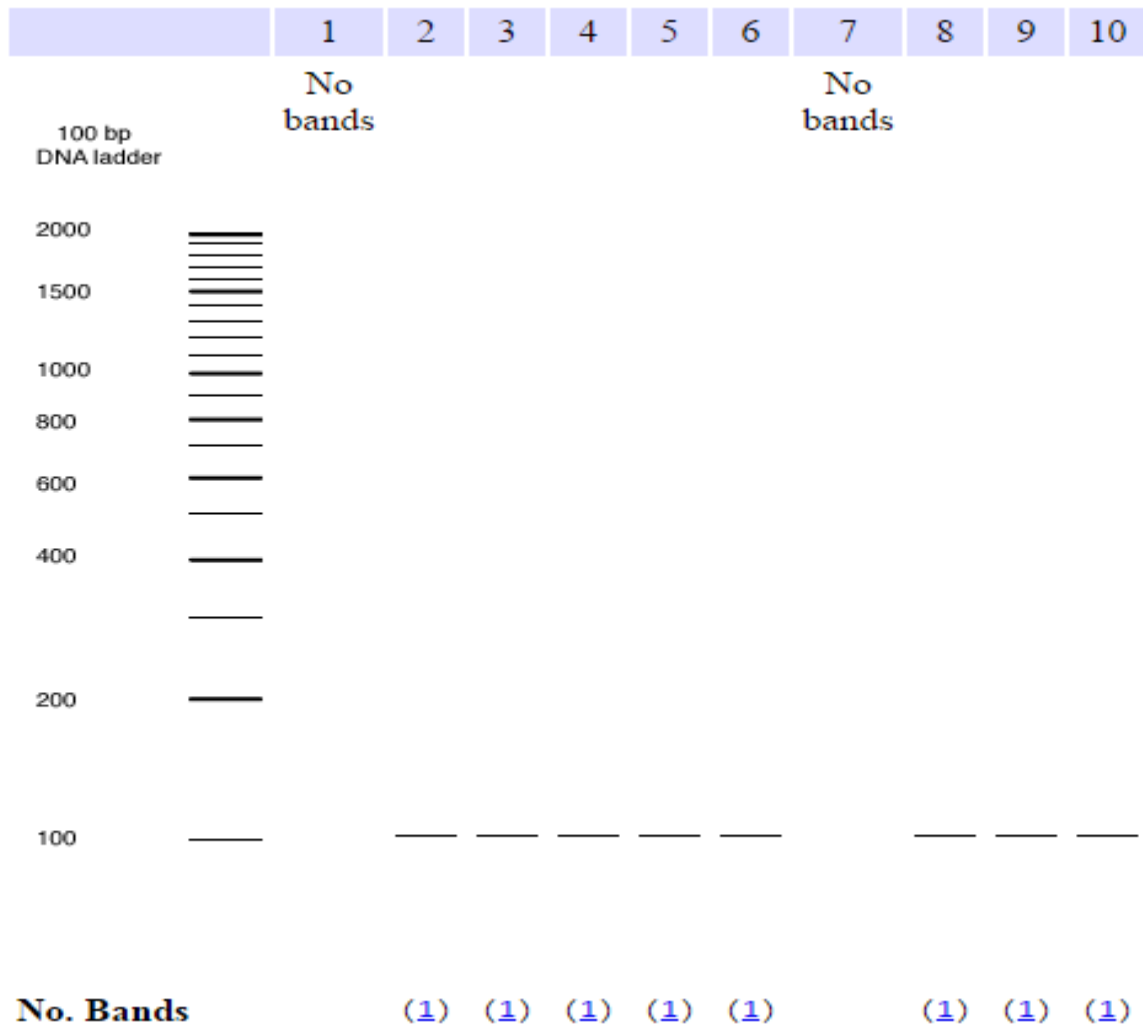 1 2 3 4 5 6 7 8 9 10
No bands No bands
100 bp
DNA ladder
2000
1500
1000
800
600
400
200
100
No. Bands (1) (1) (1) (1) (1) (1) (1) (1)